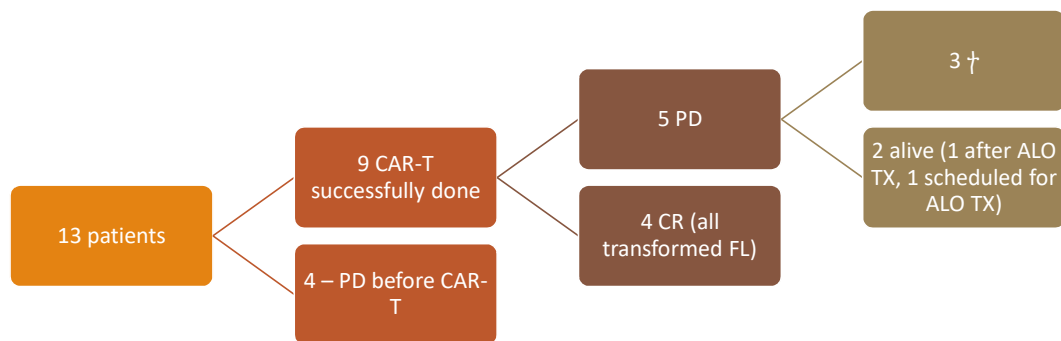 13 patients
9 CAR-T
successfully done
4 – PD before CAR-
T
5 PD
4 CR (all
transformed FL)
3 †
2 alive (1 after ALO
TX, 1 scheduled for
ALO TX)